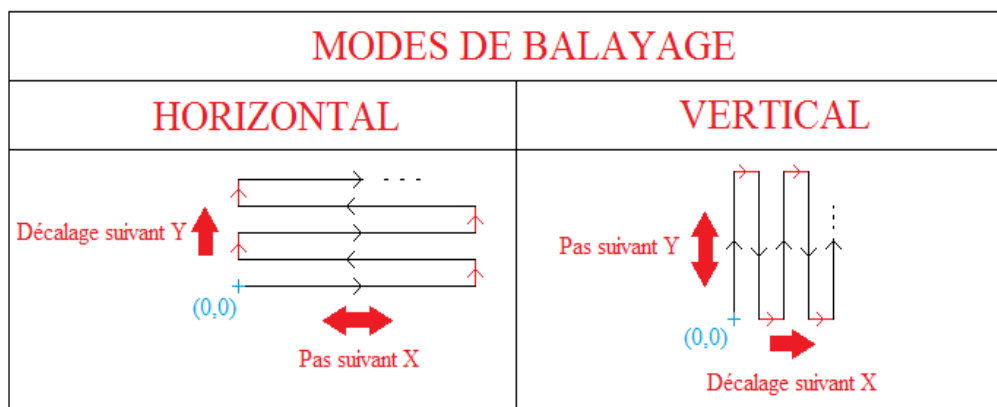 MODES DE BALAYAGE
HORIZONTAL
VERTICAL
Décalage suivant Y
(0,0)
Pas suivant X
Pas suivant Y
(0,0)
Décalage suivant X